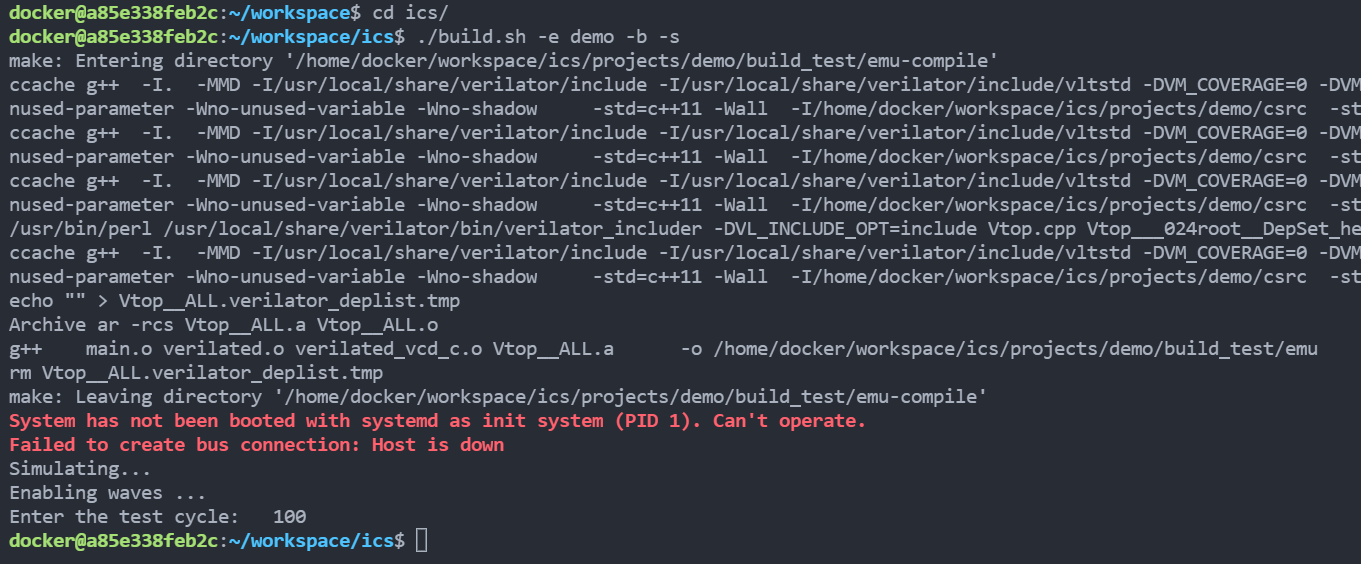 docker@a85e338feb2c:~/workspace$ cd ics/
docker@a85e338feb2c:~/workspace/ics$ ./build.sh -e demo -b -s
make: Entering directory '/home/docker/workspace/ics/projects/demo/build_test/emu-compile'
ccache g++  -I.  -MMD -I/usr/local/share/verilator/include -I/usr/local/share/verilator/include/vltstd -DVM_COVERAGE=0 -DVM
nused-parameter -Wno-unused-variable -Wno-shadow     -std=c++11 -Wall  -I/home/docker/workspace/ics/projects/demo/csrc  -st
ccache g++  -I.  -MMD -I/usr/local/share/verilator/include -I/usr/local/share/verilator/include/vltstd -DVM_COVERAGE=0 -DVM
nused-parameter -Wno-unused-variable -Wno-shadow     -std=c++11 -Wall  -I/home/docker/workspace/ics/projects/demo/csrc  -st
ccache g++  -I.  -MMD -I/usr/local/share/verilator/include -I/usr/local/share/verilator/include/vltstd -DVM_COVERAGE=0 -DVM
nused-parameter -Wno-unused-variable -Wno-shadow     -std=c++11 -Wall  -I/home/docker/workspace/ics/projects/demo/csrc  -st
/usr/bin/perl /usr/local/share/verilator/bin/verilator_includer -DVL_INCLUDE_OPT=include Vtop.cpp Vtop___024root__DepSet_he
ccache g++  -I.  -MMD -I/usr/local/share/verilator/include -I/usr/local/share/verilator/include/vltstd -DVM_COVERAGE=0 -DVM
nused-parameter -Wno-unused-variable -Wno-shadow     -std=c++11 -Wall  -I/home/docker/workspace/ics/projects/demo/csrc  -st
echo "" > Vtop__ALL.verilator_deplist.tmp
Archive ar -rcs Vtop__ALL.a Vtop__ALL.o
g++    main.o verilated.o verilated_vcd_c.o Vtop__ALL.a      -o /home/docker/workspace/ics/projects/demo/build_test/emu
rm Vtop__ALL.verilator_deplist.tmp
make: Leaving directory '/home/docker/workspace/ics/projects/demo/build_test/emu-compile'
System has not been booted with systemd as init system (PID 1). Can't operate.
Failed to create bus connection: Host is down
Simulating...
Enabling waves ...
Enter the test cycle:   100
docker@a85e338feb2c:~/workspace/ics$